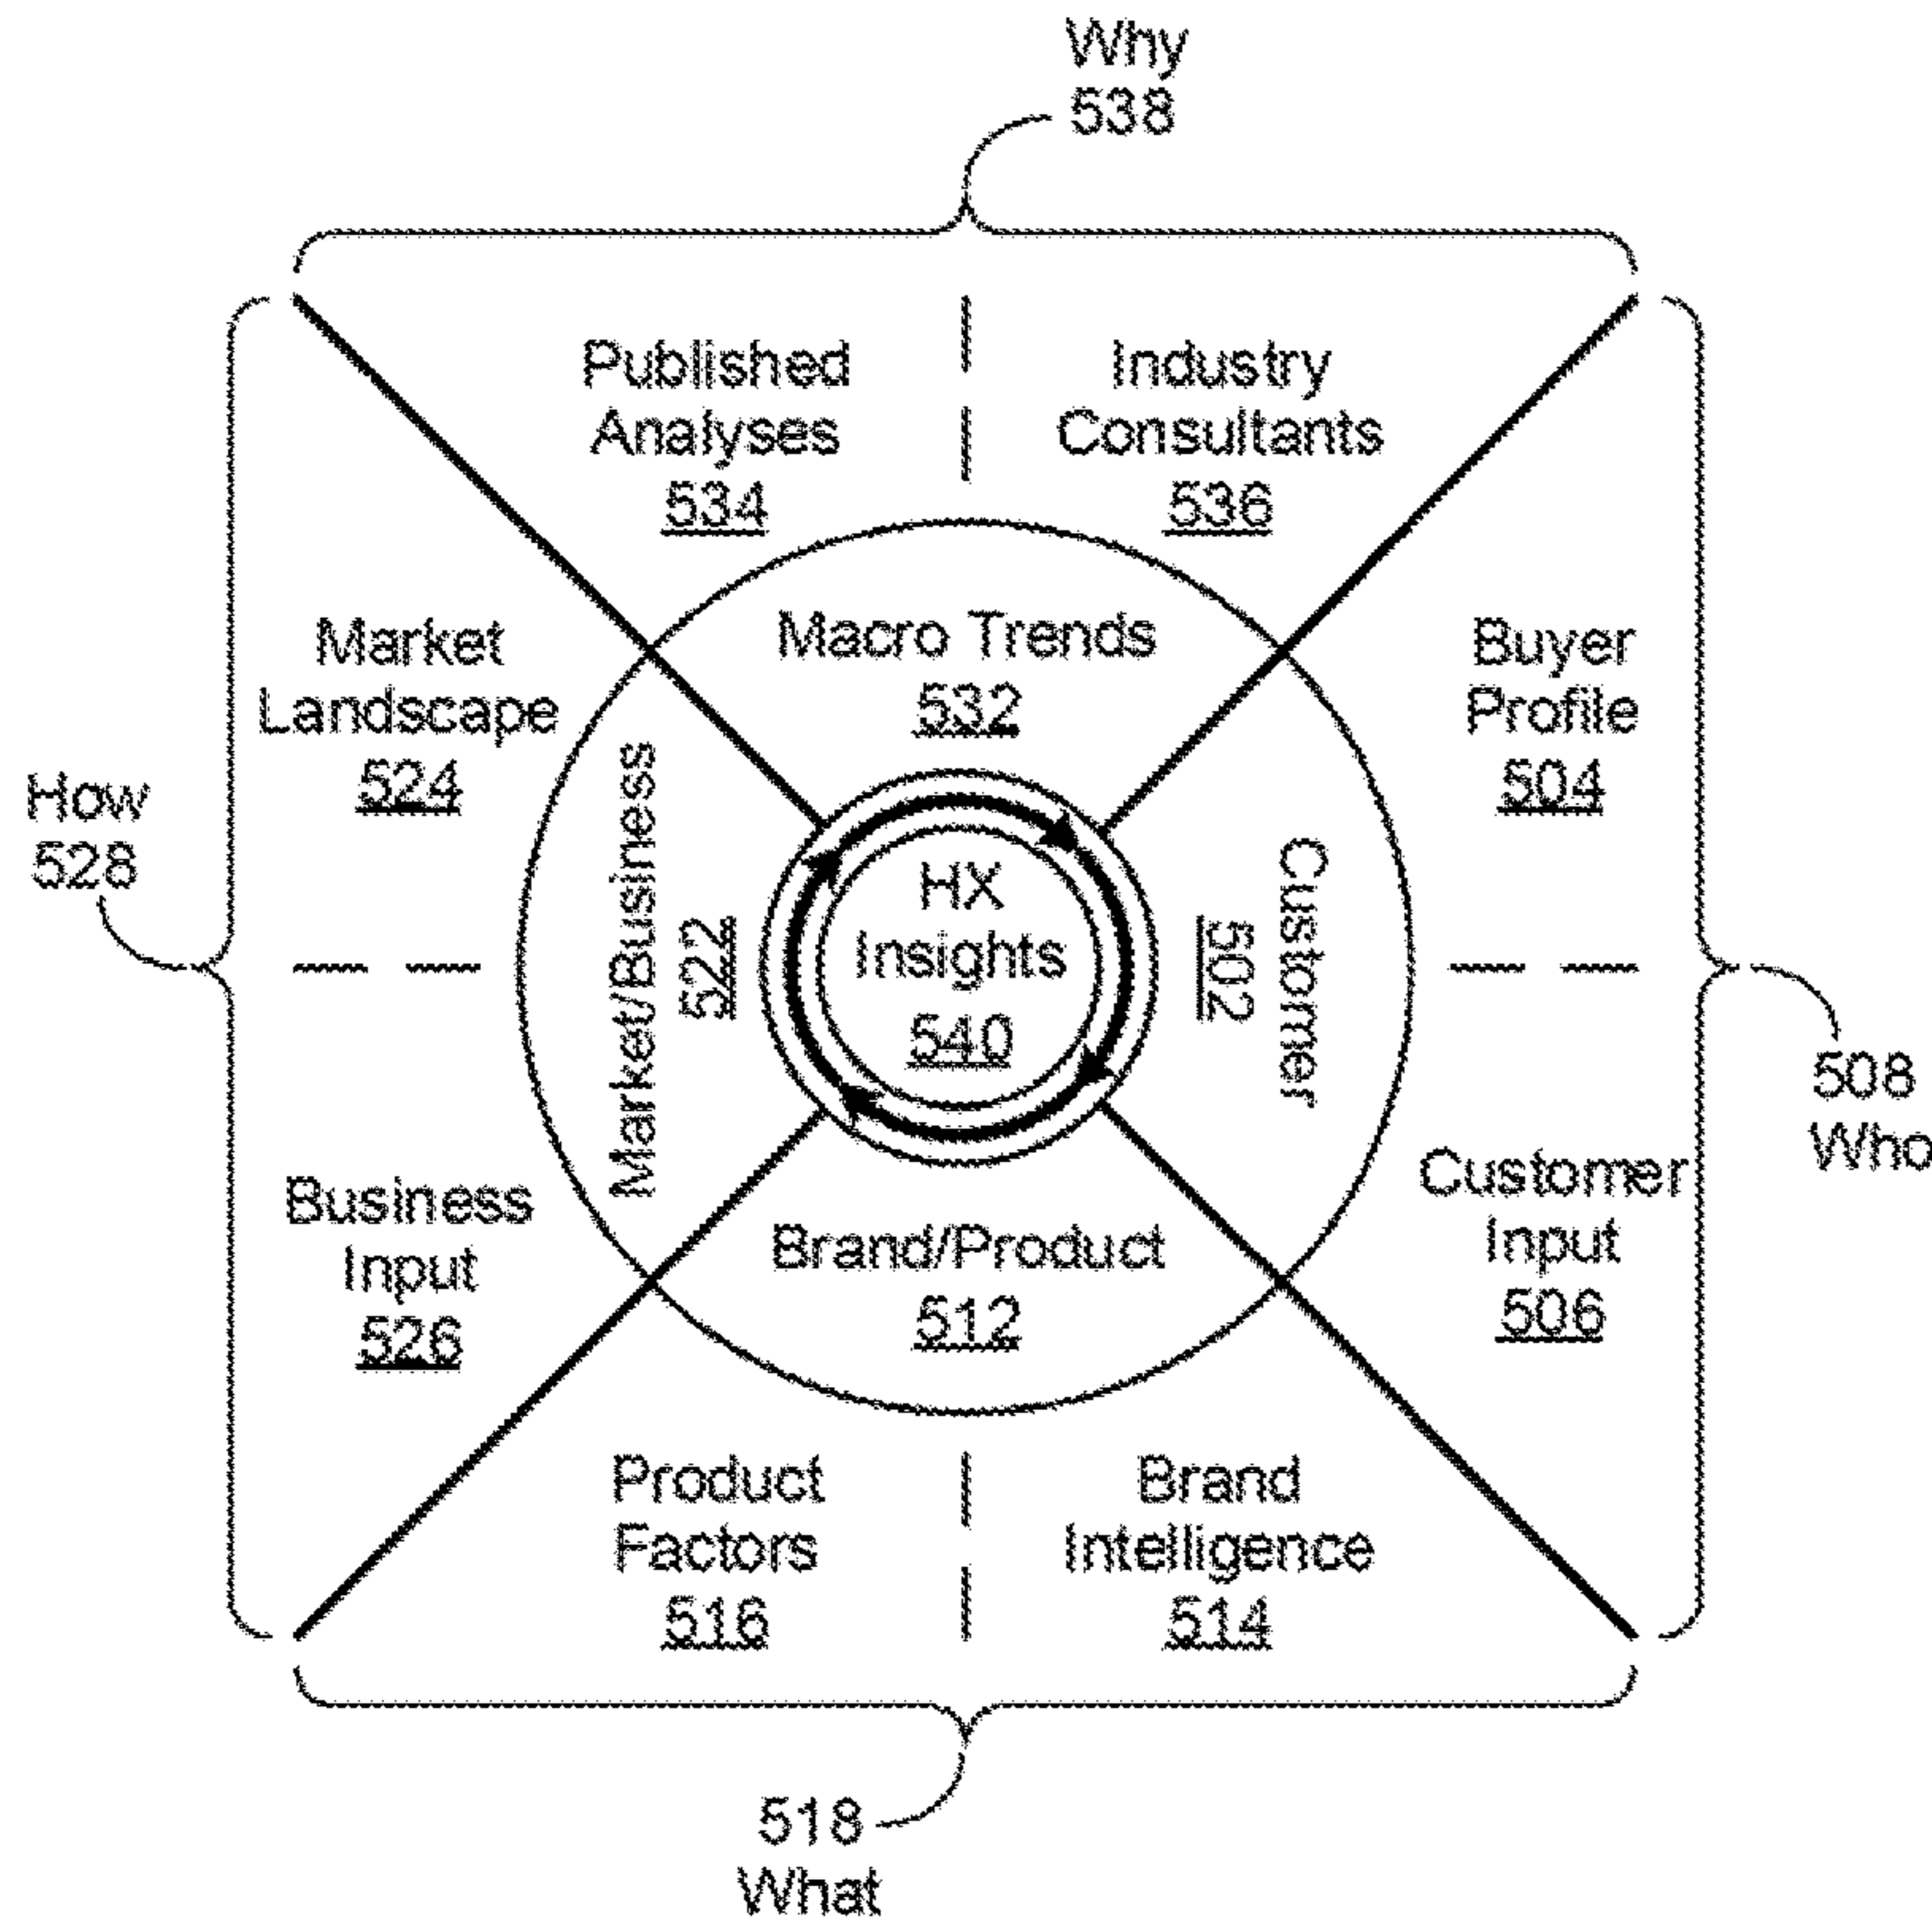 Why
538
Published
Analyses
534
Industry
Consultants
536
Macro Trends
532
Market
Landscape
524
Buyer
Profile
504
How
528
Market/Business
522
HX
Insights
540
Customer
502
508
Who
Business
Input
526
Customer
Input
506
Brand/Product
512
Product
Factors
516
Brand
Intelligence
514
518
What